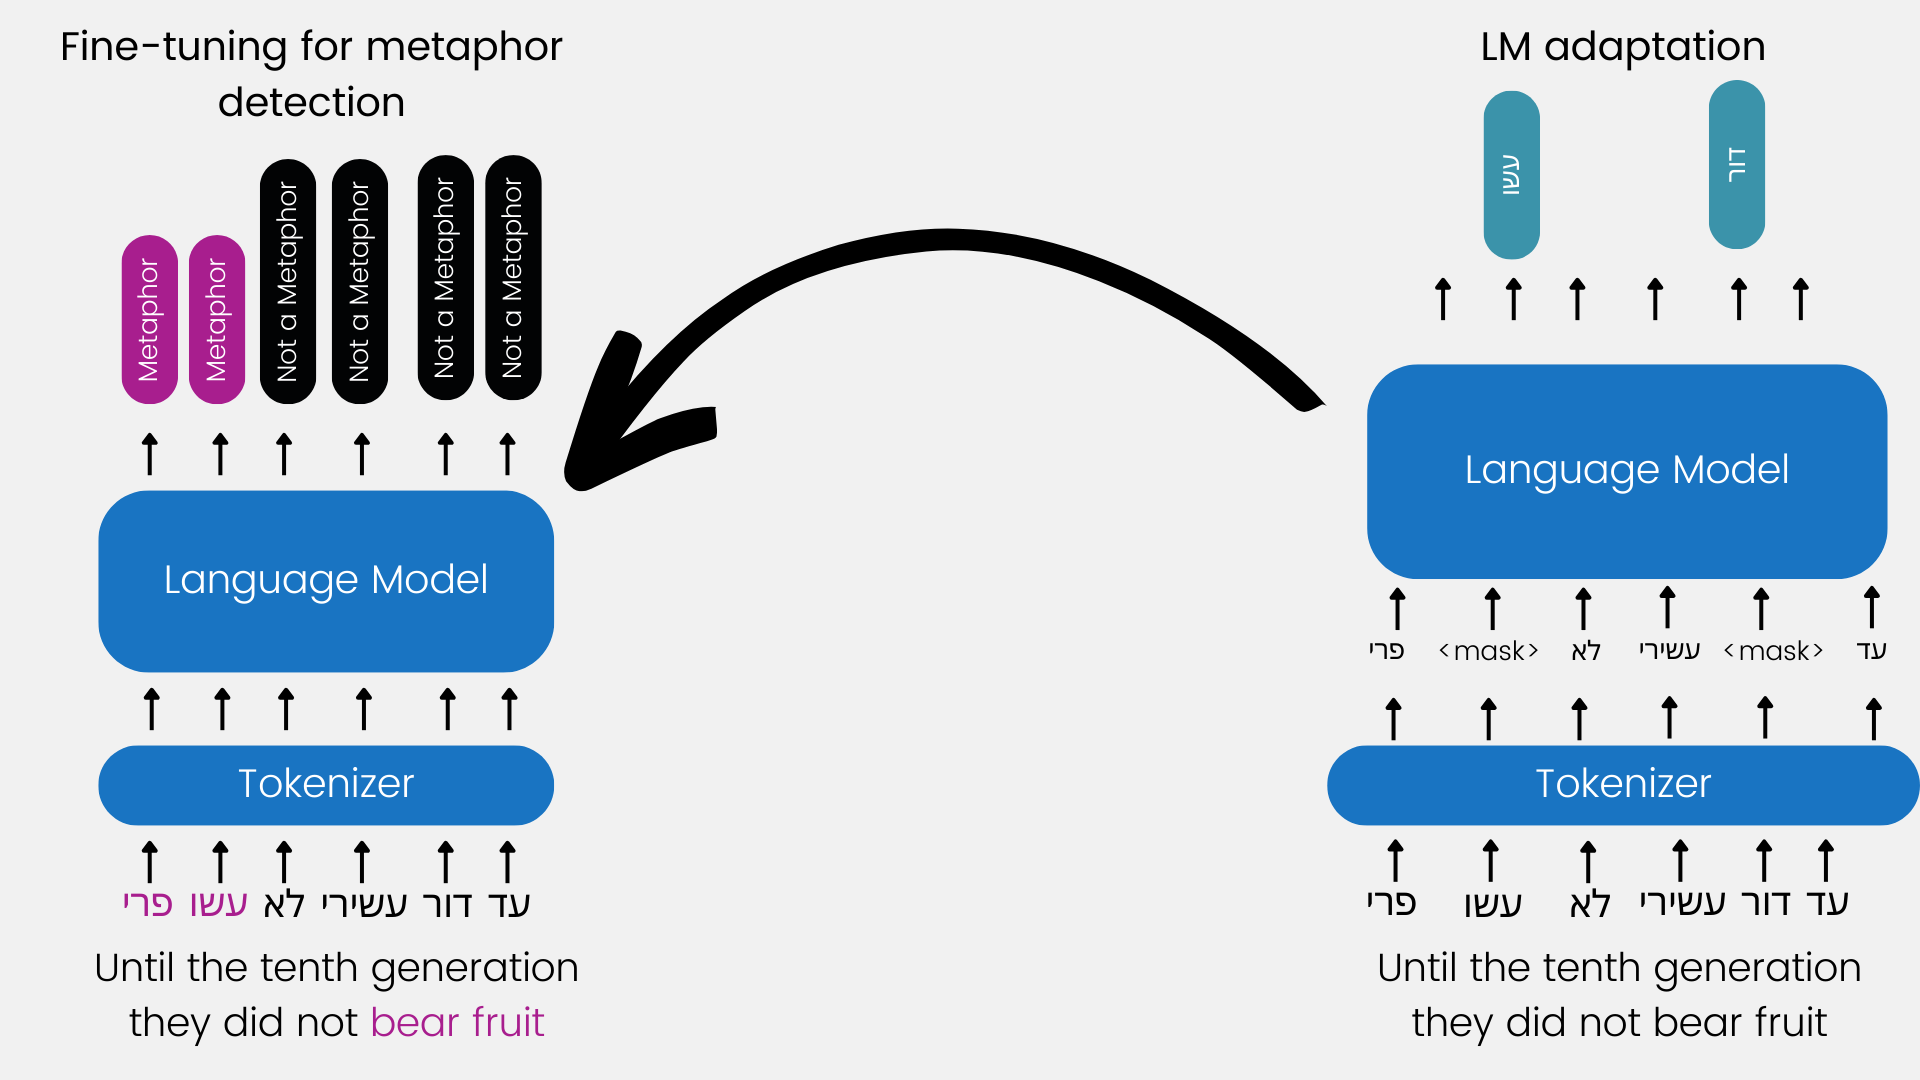 Fine-tuning for metaphor
detection
Metaphor
Metaphor
Not a Metaphor
Not a Metaphor
Not a Metaphor
Not a Metaphor
Language Model
Tokenizer
עד דור עשירי לא עשו פרי
Until the tenth generation
they did not bear fruit
LM adaptation
עשו
דור
Language Model
עד <mask> עשירי לא <mask> פרי
Tokenizer
עד דור עשירי לא עשו פרי
Until the tenth generation
they did not bear fruit